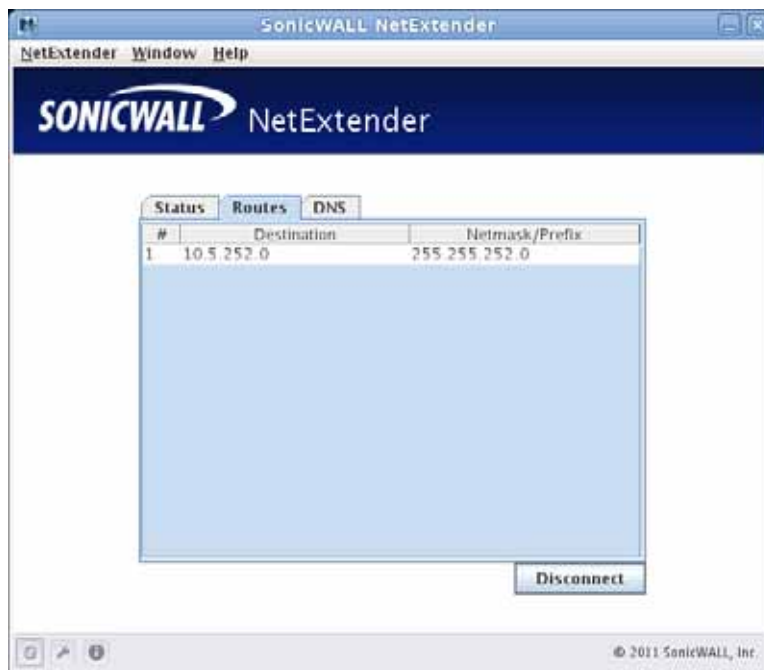 SonicWALL NetExtender
NetExtender Window Help
SONICWALL NetExtender
Status Routes DNS
# Destination Netmask/Prefix
1 10.5.252.0 255.255.252.0
Disconnect
© 2011 SonicWALL, Inc.